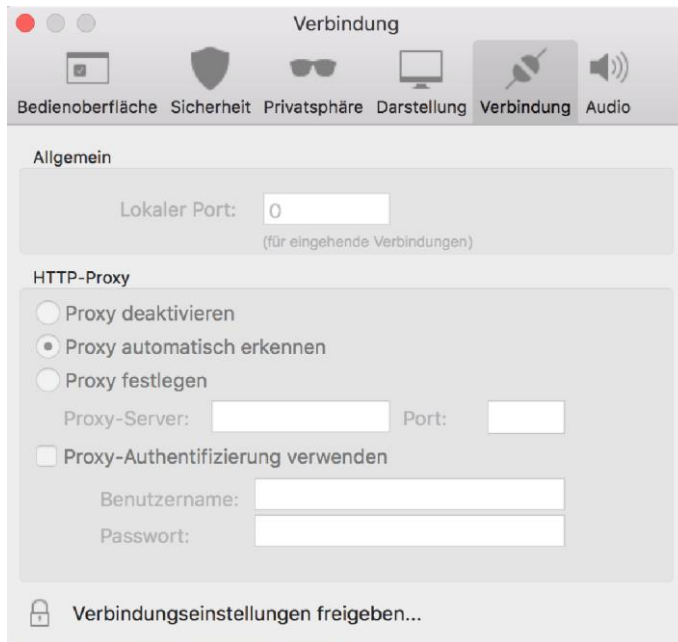 Verbindung
Bedienoberfläche Sicherheit Privatsphäre Darstellung Verbindung Audio
Allgemein
Lokaler Port: 0
(für eingehende Verbindungen)
HTTP-Proxy
Proxy deaktivieren
Proxy automatisch erkennen
Proxy festlegen
Proxy-Server: Port:
Proxy-Authentifizierung verwenden
Benutzername:
Passwort:
Verbindungseinstellungen freigeben...